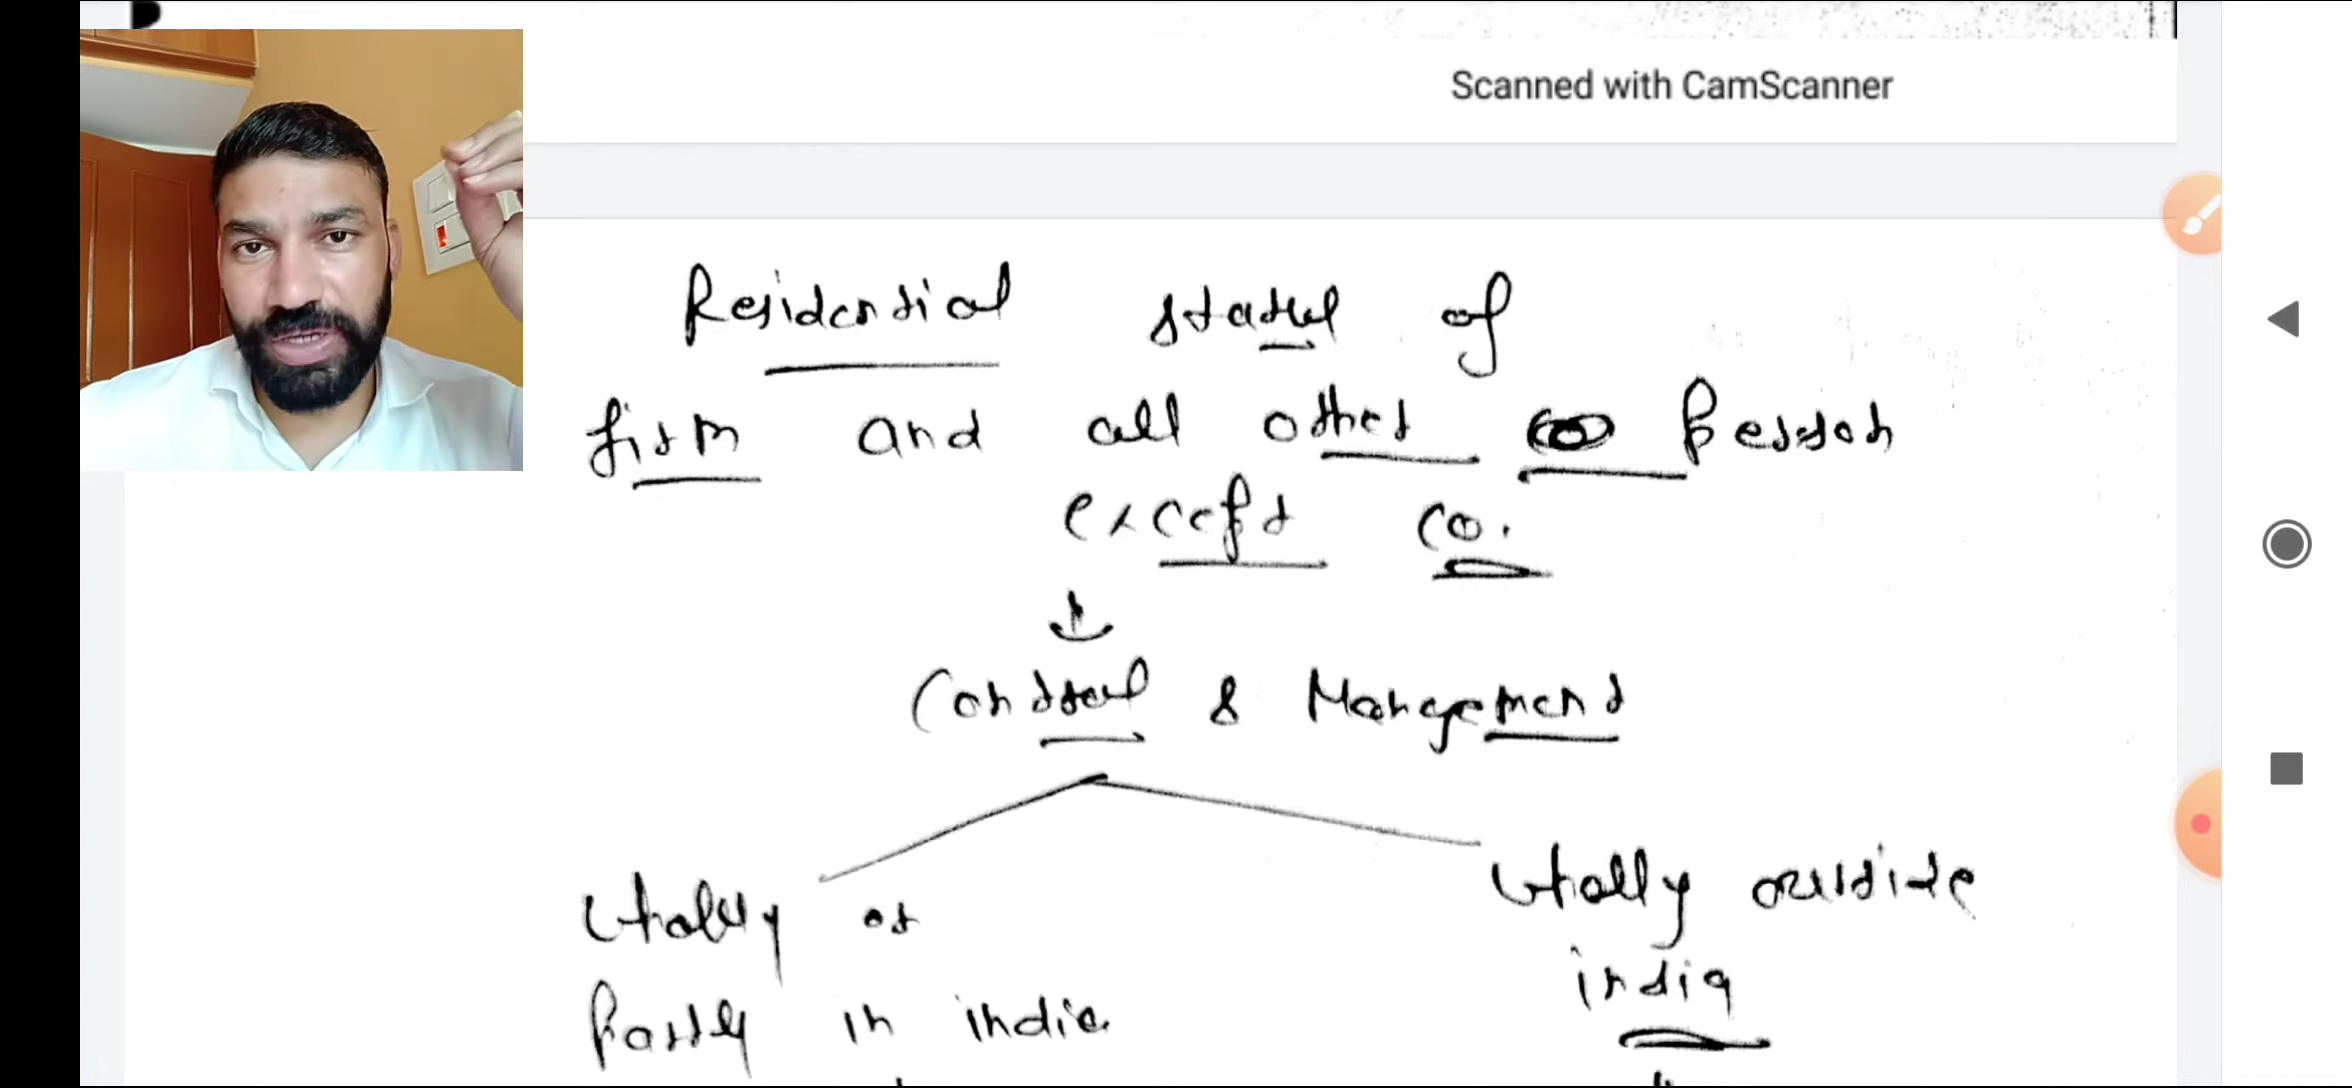 Scanned with CamScanner
Residential status of
firm and all other co Person
except co.
Control & Management
Wholly or
Partly in india
Wholly outside
india